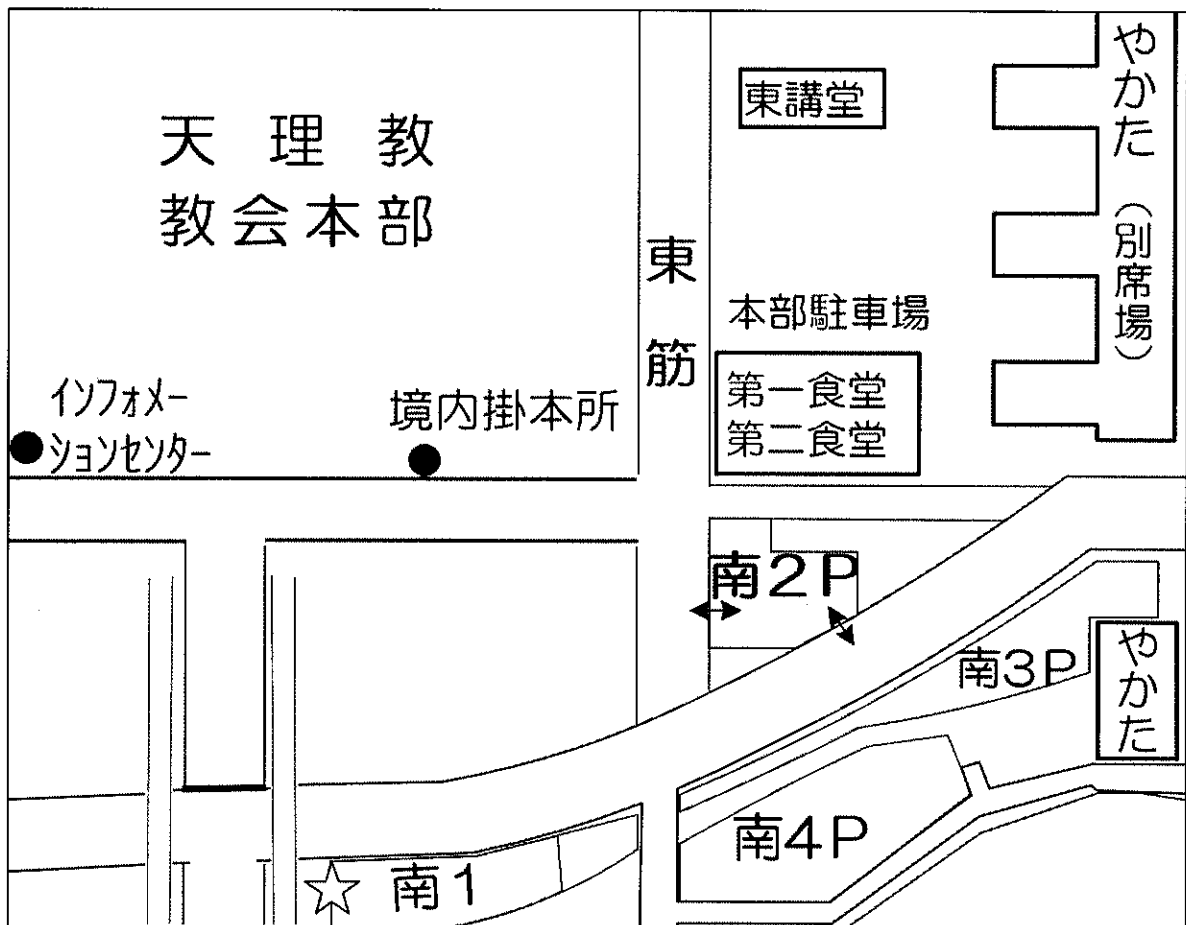 天理教
教会本部
インフォメー
ションセンター
境内掛本所
東筋
東講堂
本部駐車場
第一食堂
第二食堂
やかた（別席場）
南2P
南3P
やかた
南4P
南1